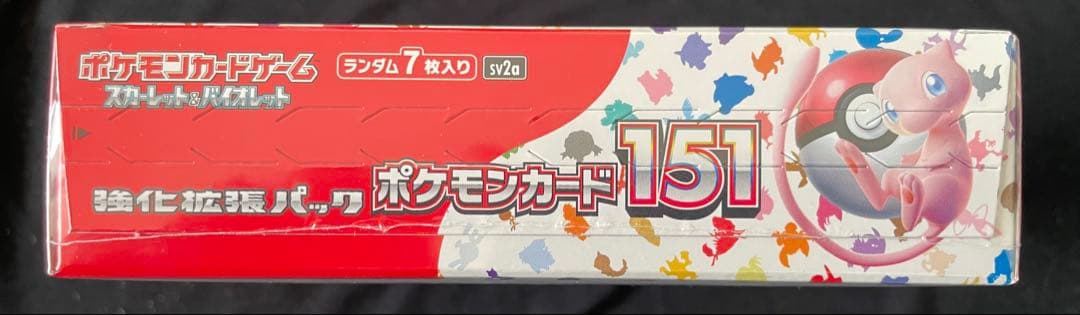 ポケモンカードゲーム
スカーレット&バイオレット
ランダム7枚入り
sv2a
強化拡張パック
ポケモンカード151